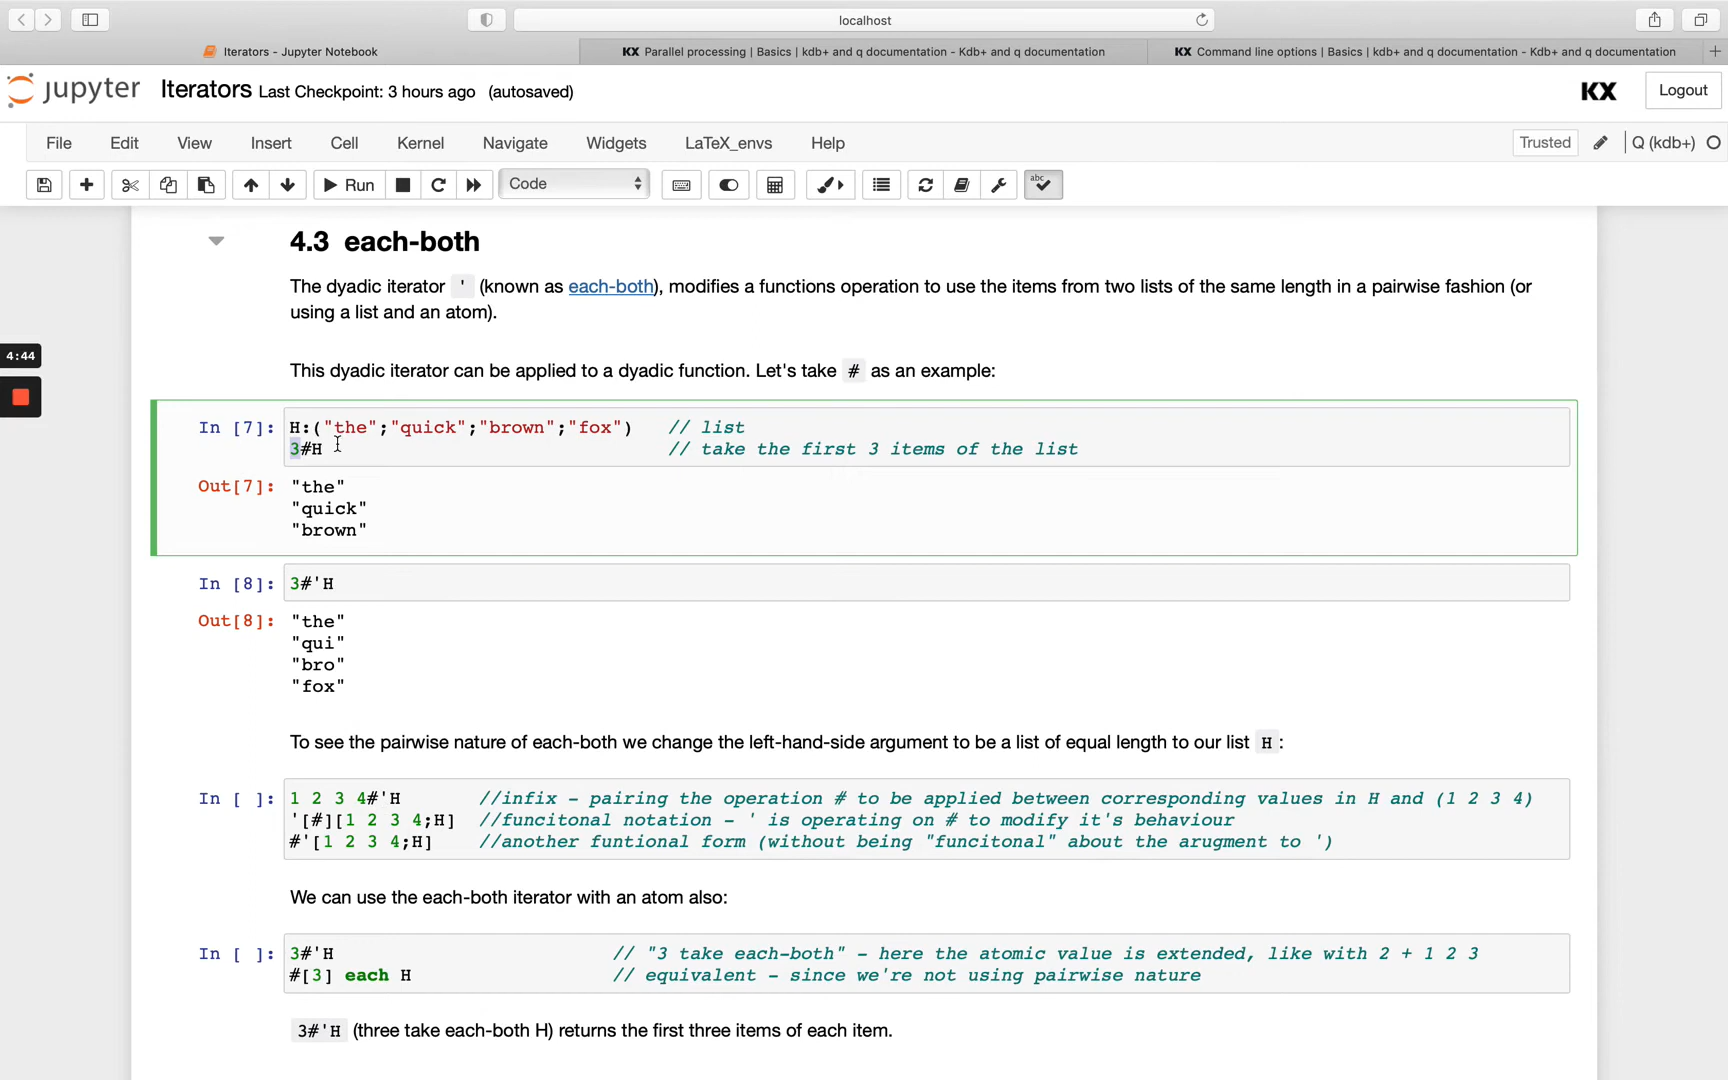 localhost
Iterators - Jupyter Notebook
KX Parallel processing | Basics | kdb+ and q documentation - Kdb+ and q documentation
KX Command line options | Basics | kdb+ and q documentation - Kdb+ and q documentation
jupyter Iterators Last Checkpoint: 3 hours ago (autosaved)
KX
Logout
File Edit View Insert Cell Kernel Navigate Widgets LaTeX_envs Help
Trusted
Q (kdb+)
Run
Code
abc
4.3 each-both
The dyadic iterator ' (known as each-both), modifies a functions operation to use the items from two lists of the same length in a pairwise fashion (or
using a list and an atom).
4:44
This dyadic iterator can be applied to a dyadic function. Let's take # as an example:
In [7]: H:("the";"quick";"brown";"fox") // list
3#H // take the first 3 items of the list
Out[7]: "the"
"quick"
"brown"
In [8]: 3#'H
Out[8]: "the"
"qui"
"bro"
"fox"
To see the pairwise nature of each-both we change the left-hand-side argument to be a list of equal length to our list H :
In [ ]: 1 2 3 4#'H //infix - pairing the operation # to be applied between corresponding values in H and (1 2 3 4)
'[#][1 2 3 4;H] //funcitonal notation - ' is operating on # to modify it's behaviour
#'[1 2 3 4;H] //another funtional form (without being "funcitonal" about the arugment to ')
We can use the each-both iterator with an atom also:
In [ ]: 3#'H // "3 take each-both" - here the atomic value is extended, like with 2 + 1 2 3
#[3] each H // equivalent - since we're not using pairwise nature
3#'H (three take each-both H) returns the first three items of each item.